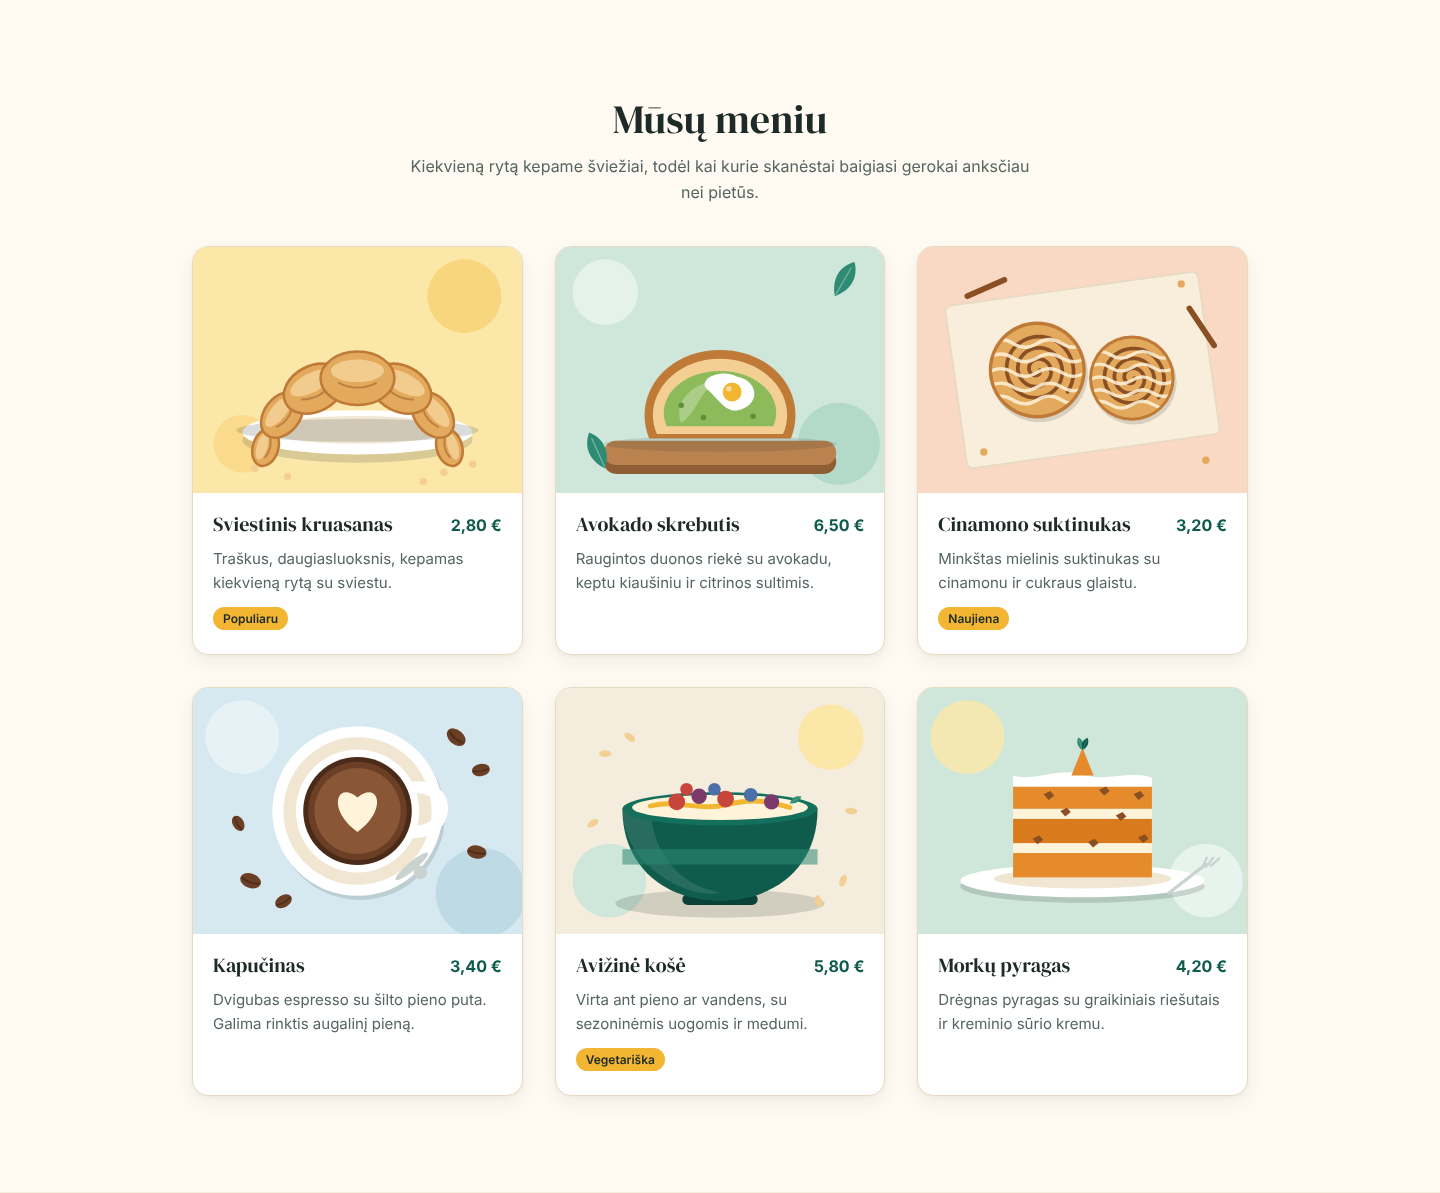 Mūsų meniu
Kiekvieną rytą kepame šviežiai, todėl kai kurie skanėstai baigiasi gerokai anksčiau
nei pietūs.
Sviestinis kruasanas 2,80 €
Traškus, daugiasluoksnis, kepamas
kiekvieną rytą su sviestu.
Populiaru
Avokado skrebutis 6,50 €
Raugintos duonos riekė su avokadu,
keptu kiaušiniu ir citrinos sultimis.
Cinamono suktinukas 3,20 €
Minkštas mielinis suktinukas su
cinamonu ir cukraus glaistu.
Naujiena
Kapučinas 3,40 €
Dvigubas espresso su šilto pieno puta.
Galima rinktis augalinį pieną.
Avižinė košė 5,80 €
Virta ant pieno ar vandens, su
sezoninėmis uogomis ir medumi.
Vegetariška
Morkų pyragas 4,20 €
Drėgnas pyragas su graikiniais riešutais
ir kreminio sūrio kremu.